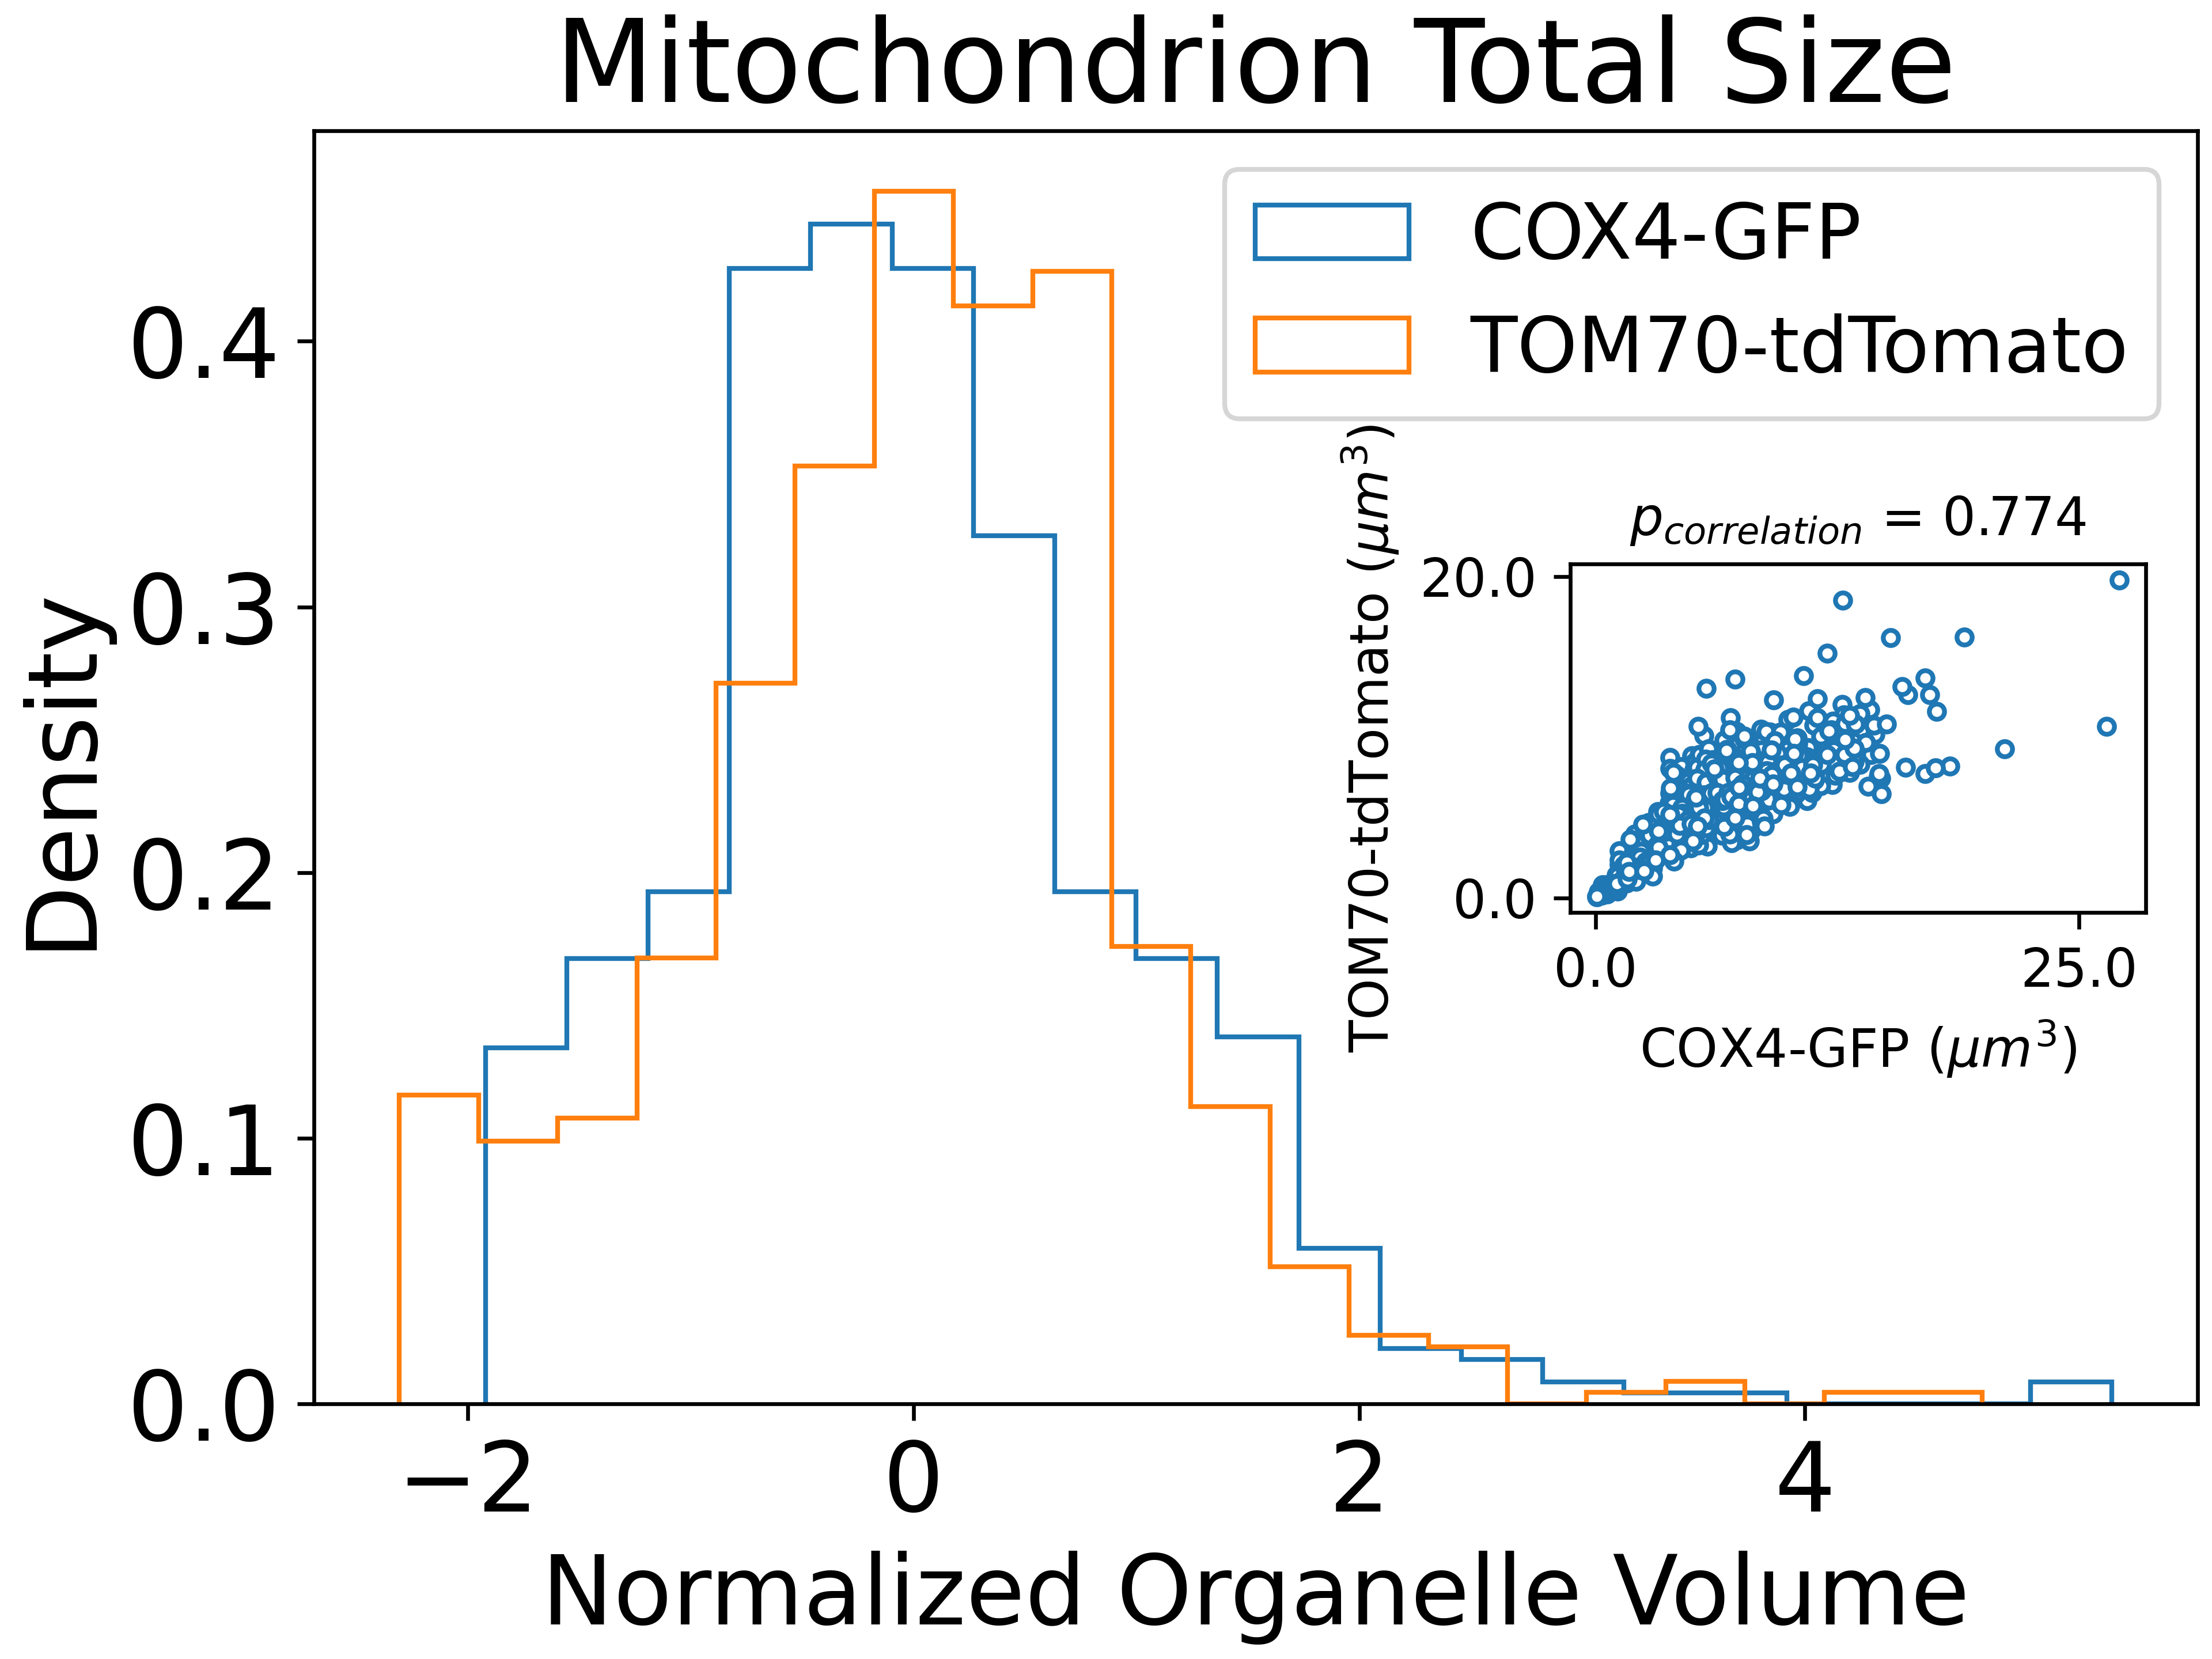 Mitochondrion Total Size
COX4-GFP
TOM70-tdTomato
Density
0.4
0.3
0.2
0.1
0.0
−2
0
2
4
Normalized Organelle Volume
p_correlation = 0.774
TOM70-tdTomato (μm³)
20.0
0.0
0.0
25.0
COX4-GFP (μm³)